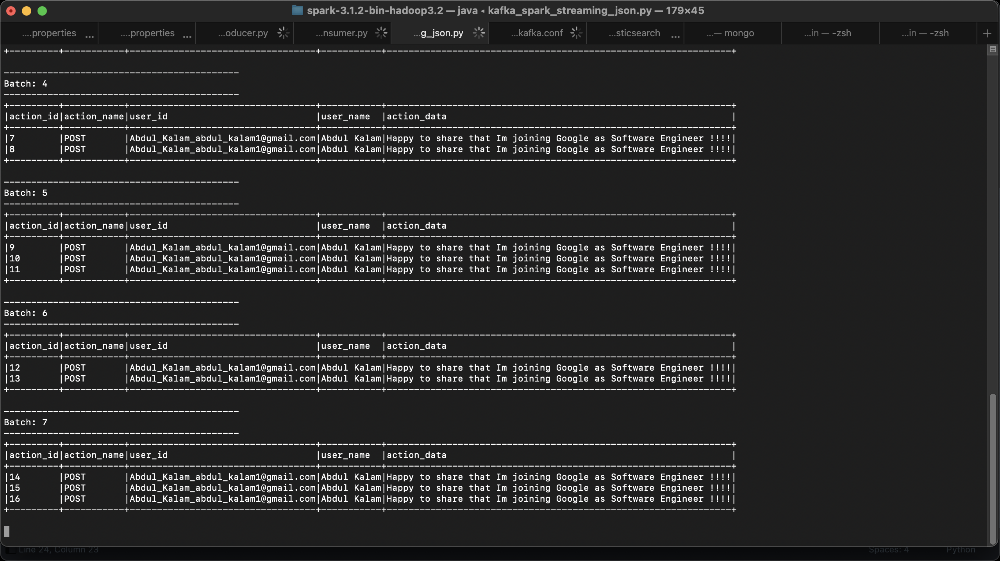 spark-3.1.2-bin-hadoop3.2 — java ◂ kafka_spark_streaming_json.py — 179×45
....properties ... ....properties ... ...oducer.py ...nsumer.py ...g_json.py ...kafka.conf ...sticsearch ... ...— mongo ...in — -zsh ...in — -zsh +
+---------+-----------+----------------------------------+-----------+---------------------------------------------------------------+
-------------------------------------------
Batch: 4
-------------------------------------------
+---------+-----------+----------------------------------+-----------+---------------------------------------------------------------+
|action_id|action_name|user_id                           |user_name  |action_data                                                    |
+---------+-----------+----------------------------------+-----------+---------------------------------------------------------------+
|7        |POST       |Abdul_Kalam_abdul_kalam1@gmail.com|Abdul Kalam|Happy to share that Im joining Google as Software Engineer !!!!|
|8        |POST       |Abdul_Kalam_abdul_kalam1@gmail.com|Abdul Kalam|Happy to share that Im joining Google as Software Engineer !!!!|
+---------+-----------+----------------------------------+-----------+---------------------------------------------------------------+
-------------------------------------------
Batch: 5
-------------------------------------------
+---------+-----------+----------------------------------+-----------+---------------------------------------------------------------+
|action_id|action_name|user_id                           |user_name  |action_data                                                    |
+---------+-----------+----------------------------------+-----------+---------------------------------------------------------------+
|9        |POST       |Abdul_Kalam_abdul_kalam1@gmail.com|Abdul Kalam|Happy to share that Im joining Google as Software Engineer !!!!|
|10       |POST       |Abdul_Kalam_abdul_kalam1@gmail.com|Abdul Kalam|Happy to share that Im joining Google as Software Engineer !!!!|
|11       |POST       |Abdul_Kalam_abdul_kalam1@gmail.com|Abdul Kalam|Happy to share that Im joining Google as Software Engineer !!!!|
+---------+-----------+----------------------------------+-----------+---------------------------------------------------------------+
-------------------------------------------
Batch: 6
-------------------------------------------
+---------+-----------+----------------------------------+-----------+---------------------------------------------------------------+
|action_id|action_name|user_id                           |user_name  |action_data                                                    |
+---------+-----------+----------------------------------+-----------+---------------------------------------------------------------+
|12       |POST       |Abdul_Kalam_abdul_kalam1@gmail.com|Abdul Kalam|Happy to share that Im joining Google as Software Engineer !!!!|
|13       |POST       |Abdul_Kalam_abdul_kalam1@gmail.com|Abdul Kalam|Happy to share that Im joining Google as Software Engineer !!!!|
+---------+-----------+----------------------------------+-----------+---------------------------------------------------------------+
-------------------------------------------
Batch: 7
-------------------------------------------
+---------+-----------+----------------------------------+-----------+---------------------------------------------------------------+
|action_id|action_name|user_id                           |user_name  |action_data                                                    |
+---------+-----------+----------------------------------+-----------+---------------------------------------------------------------+
|14       |POST       |Abdul_Kalam_abdul_kalam1@gmail.com|Abdul Kalam|Happy to share that Im joining Google as Software Engineer !!!!|
|15       |POST       |Abdul_Kalam_abdul_kalam1@gmail.com|Abdul Kalam|Happy to share that Im joining Google as Software Engineer !!!!|
|16       |POST       |Abdul_Kalam_abdul_kalam1@gmail.com|Abdul Kalam|Happy to share that Im joining Google as Software Engineer !!!!|
+---------+-----------+----------------------------------+-----------+---------------------------------------------------------------+
Line 24, Column 23 Spaces: 4 Python